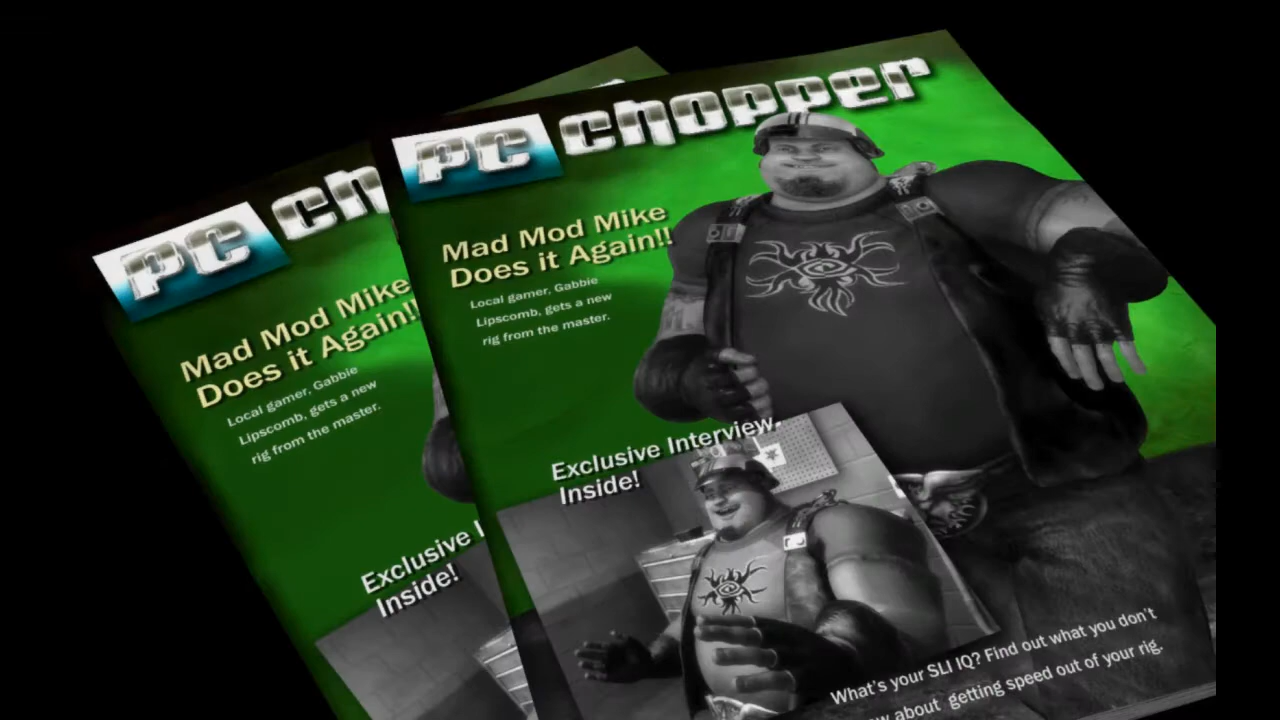 PC chopper
Mad Mod Mike
Does it Again!!
Local gamer, Gabbie
Lipscomb, gets a new
rig from the master.
Exclusive Interview
Inside!
What's your SLI IQ? Find out what you don't
about getting speed out of your rig.
PC ch
Mad Mod Mike
Does it Again!!
Local gamer, Gabbie
Lipscomb, gets a new
rig from the master.
Exclusive
Inside!